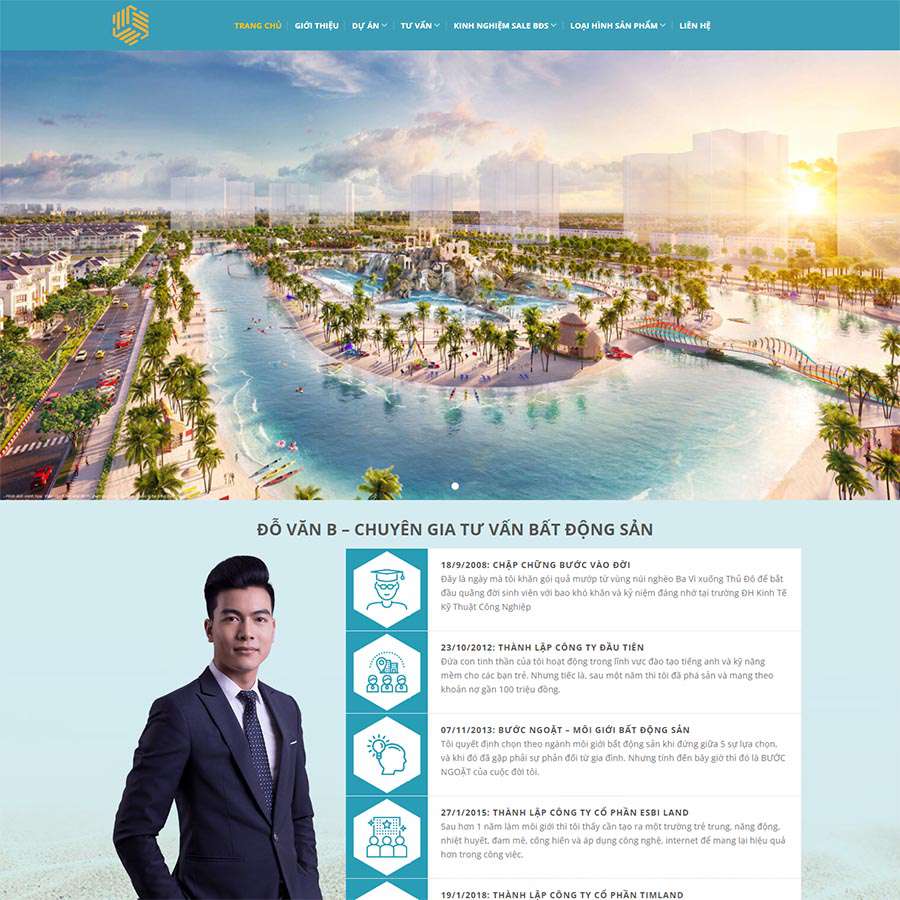 TRANG CHỦ GIỚI THIỆU DỰ ÁN TƯ VẤN KINH NGHIỆM SALE BĐS LOẠI HÌNH SẢN PHẨM LIÊN HỆ
ĐỖ VĂN B – CHUYÊN GIA TƯ VẤN BẤT ĐỘNG SẢN
18/9/2008: CHẬP CHỮNG BƯỚC VÀO ĐỜI
Đây là ngày mà tôi khăn gói quả mướp từ vùng núi nghèo Ba Vì xuống Thủ Đô để bắt
đầu quãng đời sinh viên với bao khó khăn và kỷ niệm đáng nhớ tại trường ĐH Kinh Tế
Kỹ Thuật Công Nghiệp
23/10/2012: THÀNH LẬP CÔNG TY ĐẦU TIÊN
Đứa con tinh thần của tôi hoạt động trong lĩnh vực đào tạo tiếng anh và kỹ năng
mềm cho các bạn trẻ. Nhưng tiếc là, sau một năm thì tôi đã phá sản và mang theo
khoản nợ gần 100 triệu đồng.
07/11/2013: BƯỚC NGOẶT – MÔI GIỚI BẤT ĐỘNG SẢN
Tôi quyết định chọn theo ngành môi giới bất động sản khi đứng giữa 5 sự lựa chọn,
và khi đó đã gặp phải sự phản đối từ gia đình. Nhưng tính đến bây giờ thì đó là BƯỚC
NGOẶT của cuộc đời tôi.
27/1/2015: THÀNH LẬP CÔNG TY CỔ PHẦN ESBI LAND
Sau hơn 1 năm làm môi giới thì tôi thấy cần tạo ra một trường trẻ trung, năng động,
nhiệt huyết, đam mê, cống hiến và áp dụng công nghệ, internet để mang lại hiệu quả
hơn trong công việc.
19/1/2018: THÀNH LẬP CÔNG TY CỔ PHẦN TIMLAND